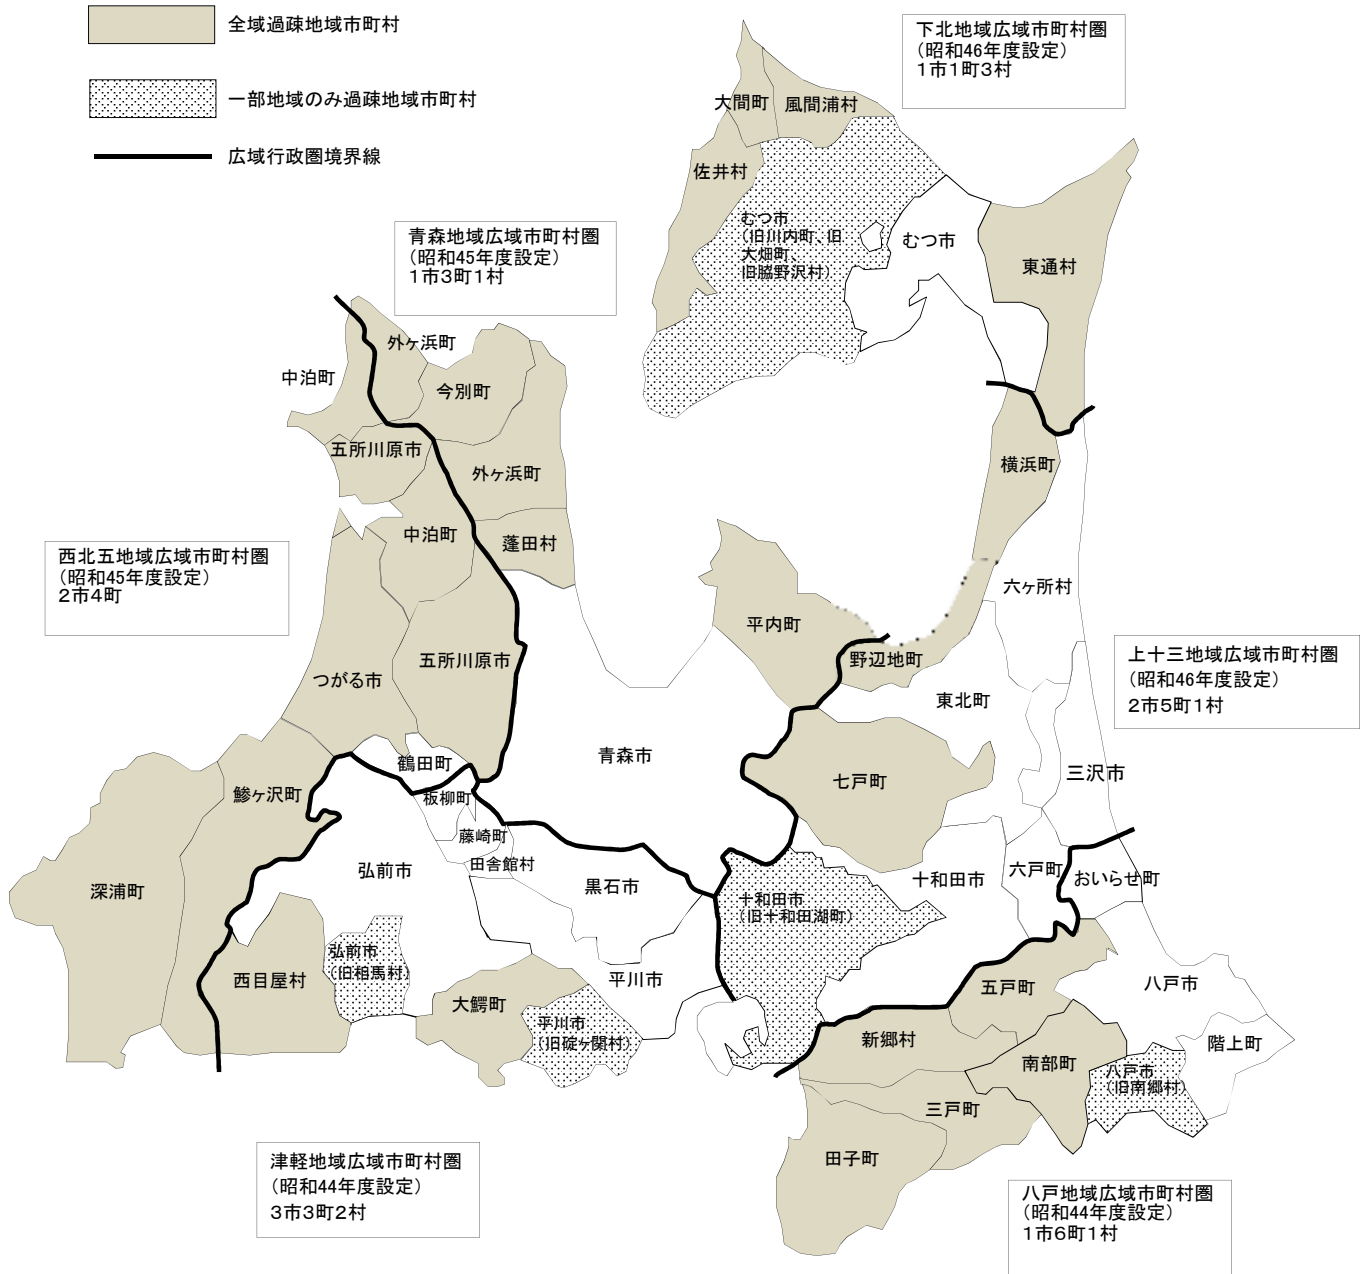 全域過疎地域市町村
一部地域のみ過疎地域市町村
広域行政圏境界線
下北地域広域市町村圏
(昭和46年度設定)
1市1町3村
大間町
風間浦村
佐井村
むつ市
(旧川内町、旧
大畑町、
旧脇野沢村)
むつ市
東通村
青森地域広域市町村圏
(昭和45年度設定)
1市3町1村
外ヶ浜町
中泊町
今別町
五所川原市
外ヶ浜町
横浜町
中泊町
蓬田村
西北五地域広域市町村圏
(昭和45年度設定)
2市4町
六ヶ所村
平内町
野辺地町
五所川原市
つがる市
東北町
上十三地域広域市町村圏
(昭和46年度設定)
2市5町1村
青森市
鶴田町
七戸町
三沢市
鰺ヶ沢町
板柳町
藤崎町
田舎館村
弘前市
黒石市
十和田市
六戸町
おいらせ町
深浦町
十和田市
(旧十和田湖町)
弘前市
(旧相馬村)
西目屋村
平川市
五戸町
八戸市
大鰐町
平川市
(旧碇ヶ関村)
新郷村
南部町
階上町
八戸市
(旧南郷村)
三戸町
田子町
津軽地域広域市町村圏
(昭和44年度設定)
3市3町2村
八戸地域広域市町村圏
(昭和44年度設定)
1市6町1村